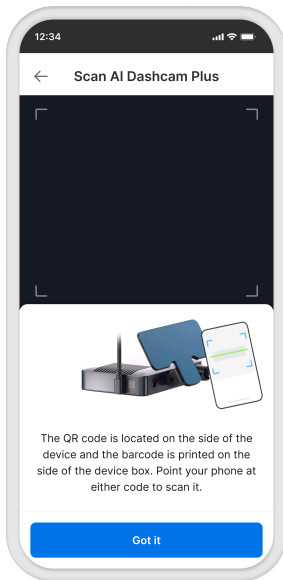 12:34
Scan AI Dashcam Plus
The QR code is located on the side of the
device and the barcode is printed on the
side of the device box. Point your phone at
either code to scan it.
Got it